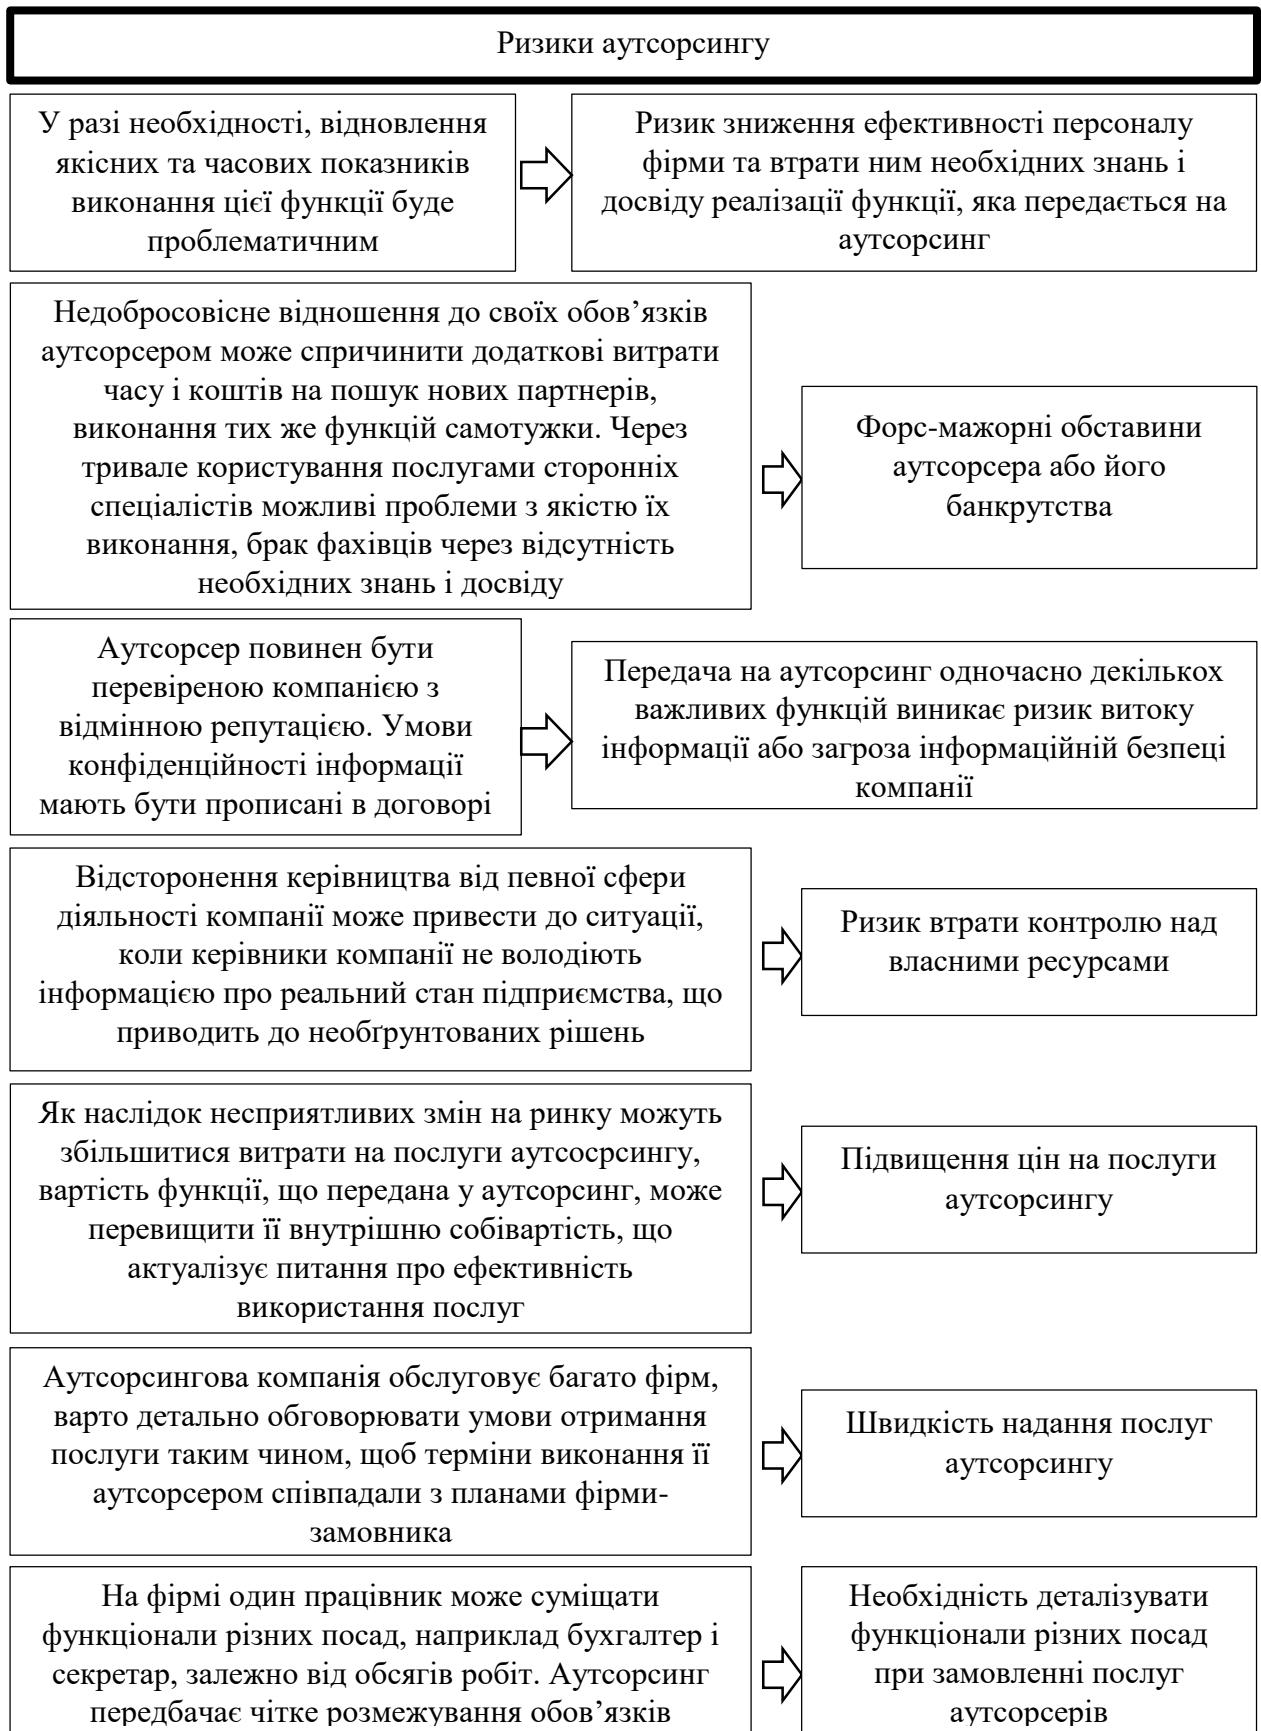 Ризики аутсорсингу
У разі необхідності, відновлення
якісних та часових показників
виконання цієї функції буде
проблематичним
Ризик зниження ефективності персоналу
фірми та втрати ним необхідних знань і
досвіду реалізації функції, яка передається на
аутсорсинг
Недобросовісне відношення до своїх обов’язків
аутсорсером може спричинити додаткові витрати
часу і коштів на пошук нових партнерів,
виконання тих же функцій самотужки. Через
тривале користування послугами сторонніх
спеціалістів можливі проблеми з якістю їх
виконання, брак фахівців через відсутність
необхідних знань і досвіду
Форс-мажорні обставини
аутсорсера або його
банкрутства
Аутсорсер повинен бути
перевіреною компанією з
відмінною репутацією. Умови
конфіденційності інформації
мають бути прописані в договорі
Передача на аутсорсинг одночасно декількох
важливих функцій виникає ризик витоку
інформації або загроза інформаційній безпеці
компанії
Відсторонення керівництва від певної сфери
діяльності компанії може привести до ситуації,
коли керівники компанії не володіють
інформацією про реальний стан підприємства, що
приводить до необґрунтованих рішень
Ризик втрати контролю над
власними ресурсами
Як наслідок несприятливих змін на ринку можуть
збільшитися витрати на послуги аутсосрсингу,
вартість функції, що передана у аутсорсинг, може
перевищити її внутрішню собівартість, що
актуалізує питання про ефективність
використання послуг
Підвищення цін на послуги
аутсорсингу
Аутсорсингова компанія обслуговує багато фірм,
варто детально обговорювати умови отримання
послуги таким чином, щоб терміни виконання її
аутсорсером співпадали з планами фірми-
замовника
Швидкість надання послуг
аутсорсингу
На фірмі один працівник може суміщати
функціонали різних посад, наприклад бухгалтер і
секретар, залежно від обсягів робіт. Аутсорсинг
передбачає чітке розмежування обов’язків
Необхідність деталізувати
функціонали різних посад
при замовленні послуг
аутсорсерів